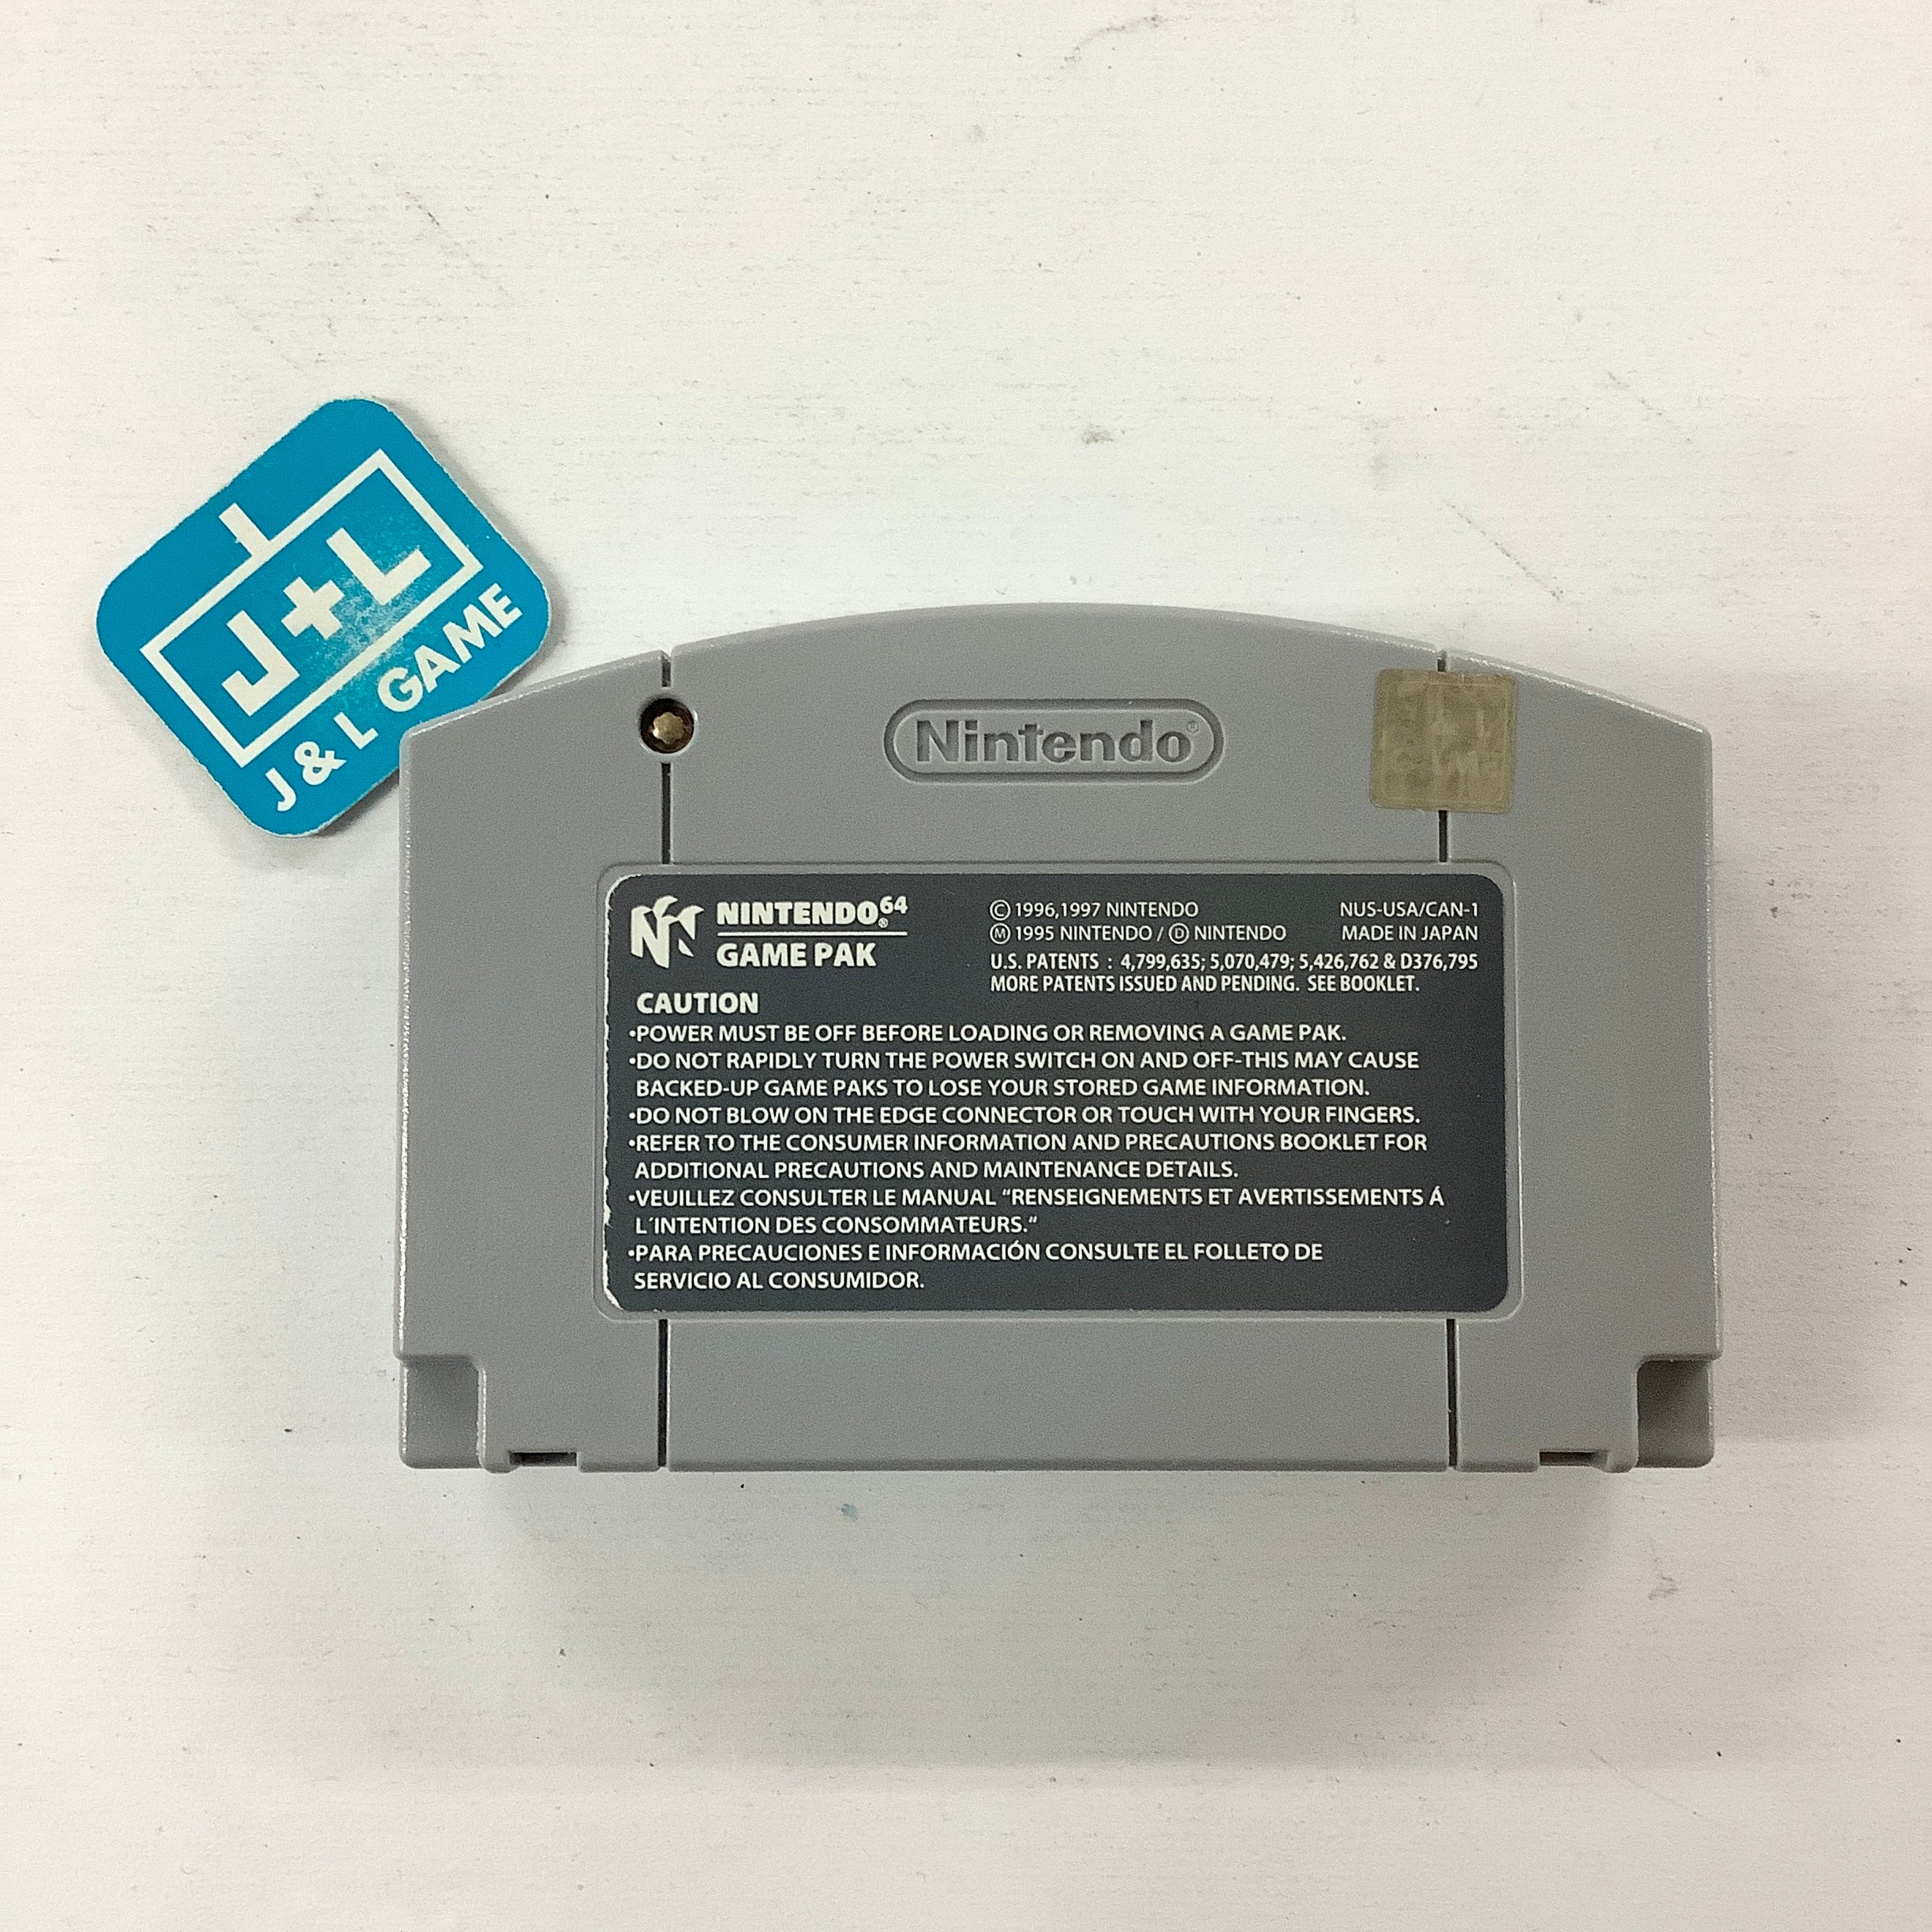 J+L
J & L GAME
Nintendo®
NINTENDO⁶⁴®
GAME PAK
© 1996,1997 NINTENDO
NUS-USA/CAN-1
Ⓜ 1995 NINTENDO / Ⓓ NINTENDO
MADE IN JAPAN
U.S. PATENTS : 4,799,635; 5,070,479; 5,426,762 & D376,795
MORE PATENTS ISSUED AND PENDING. SEE BOOKLET.
CAUTION
•POWER MUST BE OFF BEFORE LOADING OR REMOVING A GAME PAK.
•DO NOT RAPIDLY TURN THE POWER SWITCH ON AND OFF-THIS MAY CAUSE
BACKED-UP GAME PAKS TO LOSE YOUR STORED GAME INFORMATION.
•DO NOT BLOW ON THE EDGE CONNECTOR OR TOUCH WITH YOUR FINGERS.
•REFER TO THE CONSUMER INFORMATION AND PRECAUTIONS BOOKLET FOR
ADDITIONAL PRECAUTIONS AND MAINTENANCE DETAILS.
•VEUILLEZ CONSULTER LE MANUAL "RENSEIGNEMENTS ET AVERTISSEMENTS Á
L´INTENTION DES CONSOMMATEURS."
•PARA PRECAUCIONES E INFORMACIÓN CONSULTE EL FOLLETO DE
SERVICIO AL CONSUMIDOR.